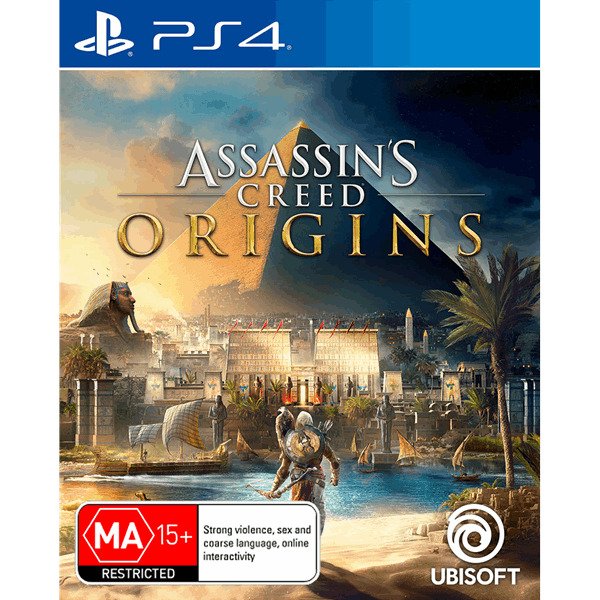 PS4
ASSASSIN'S
CREED
ORIGINS
MA 15+
RESTRICTED
Strong violence, sex and
coarse language, online
interactivity
UBISOFT